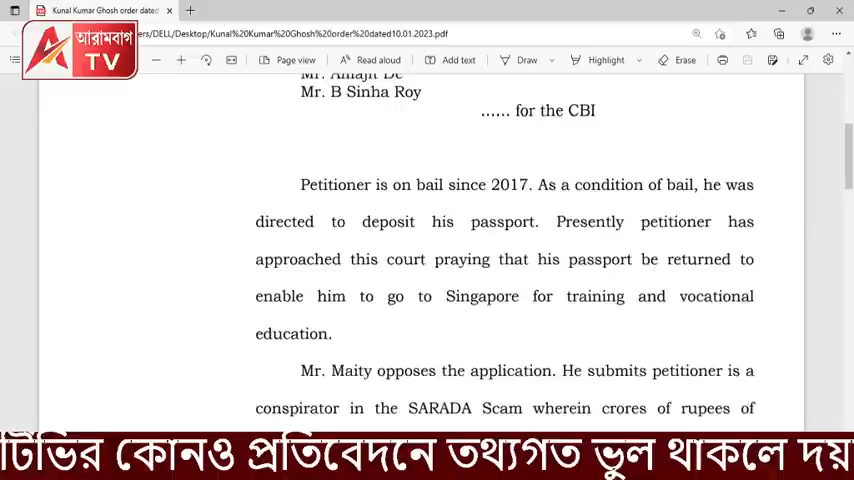 Kunal Kumar Ghosh order dated
ers/DELL/Desktop/Kunal%20Kumar%20Ghosh%20order%20dated10.01.2023.pdf
আরামবাগ
TV
Page view
Read aloud
Add text
Draw
Highlight
Erase
Mr. Amajit De
Mr. B Sinha Roy
...... for the CBI
Petitioner is on bail since 2017. As a condition of bail, he was
directed to deposit his passport. Presently petitioner has
approached this court praying that his passport be returned to
enable him to go to Singapore for training and vocational
education.
Mr. Maity opposes the application. He submits petitioner is a
conspirator in the SARADA Scam wherein crores of rupees of
টিভির কোনও প্রতিবেদনে তথ্যগত ভুল থাকলে দয়